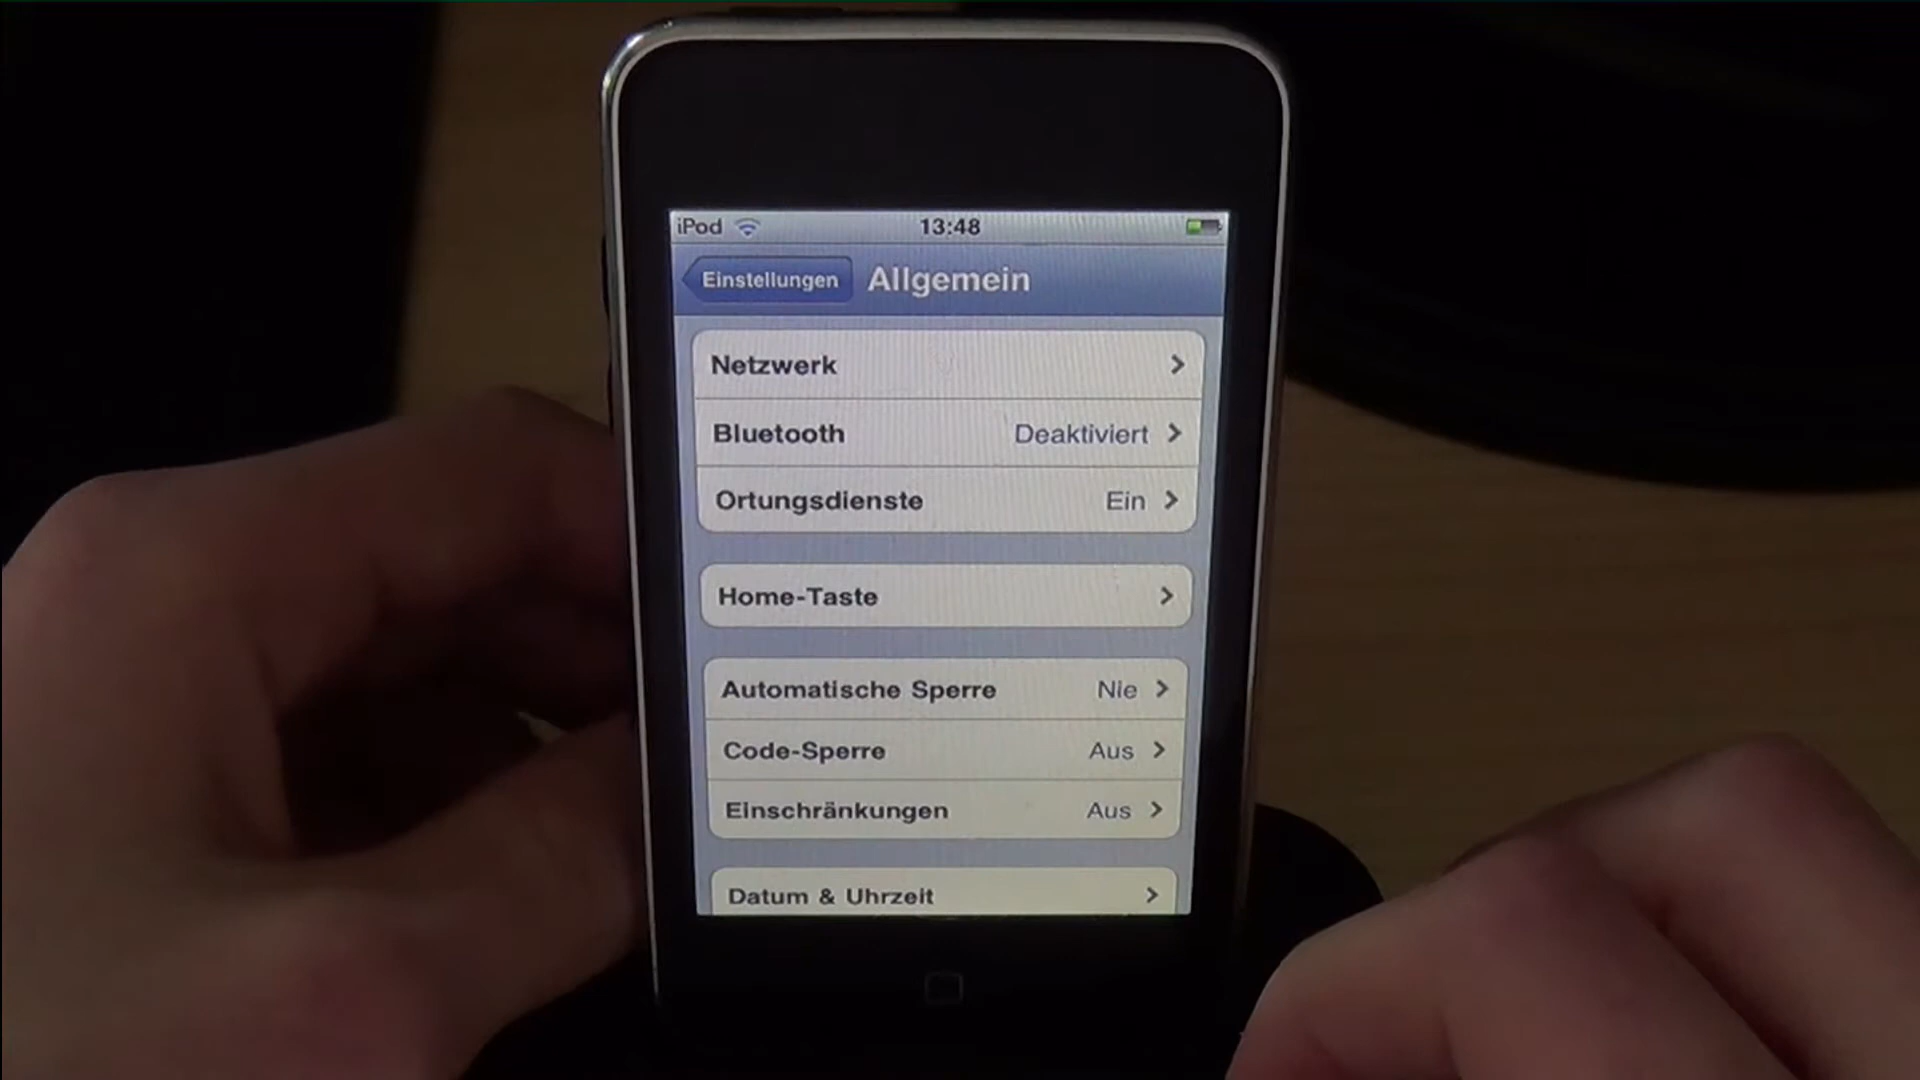 iPod 13:48
Einstellungen Allgemein
Netzwerk
Bluetooth Deaktiviert
Ortungsdienste Ein
Home-Taste
Automatische Sperre Nie
Code-Sperre Aus
Einschränkungen Aus
Datum & Uhrzeit